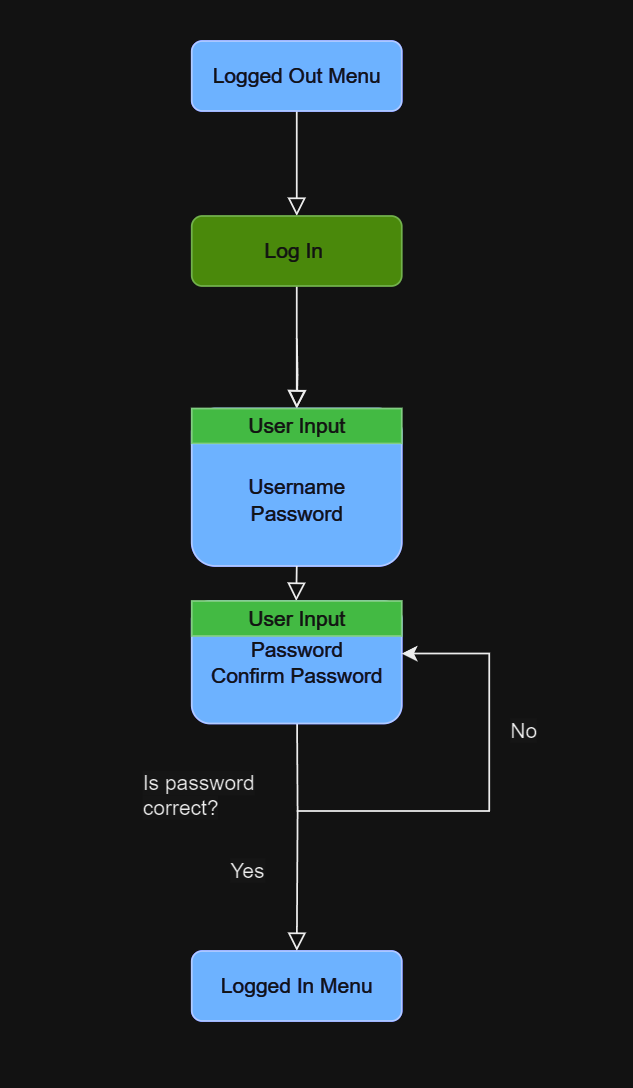 Logged Out Menu
Log In
User Input
Username
Password
User Input
Password
Confirm Password
No
Is password
correct?
Yes
Logged In Menu